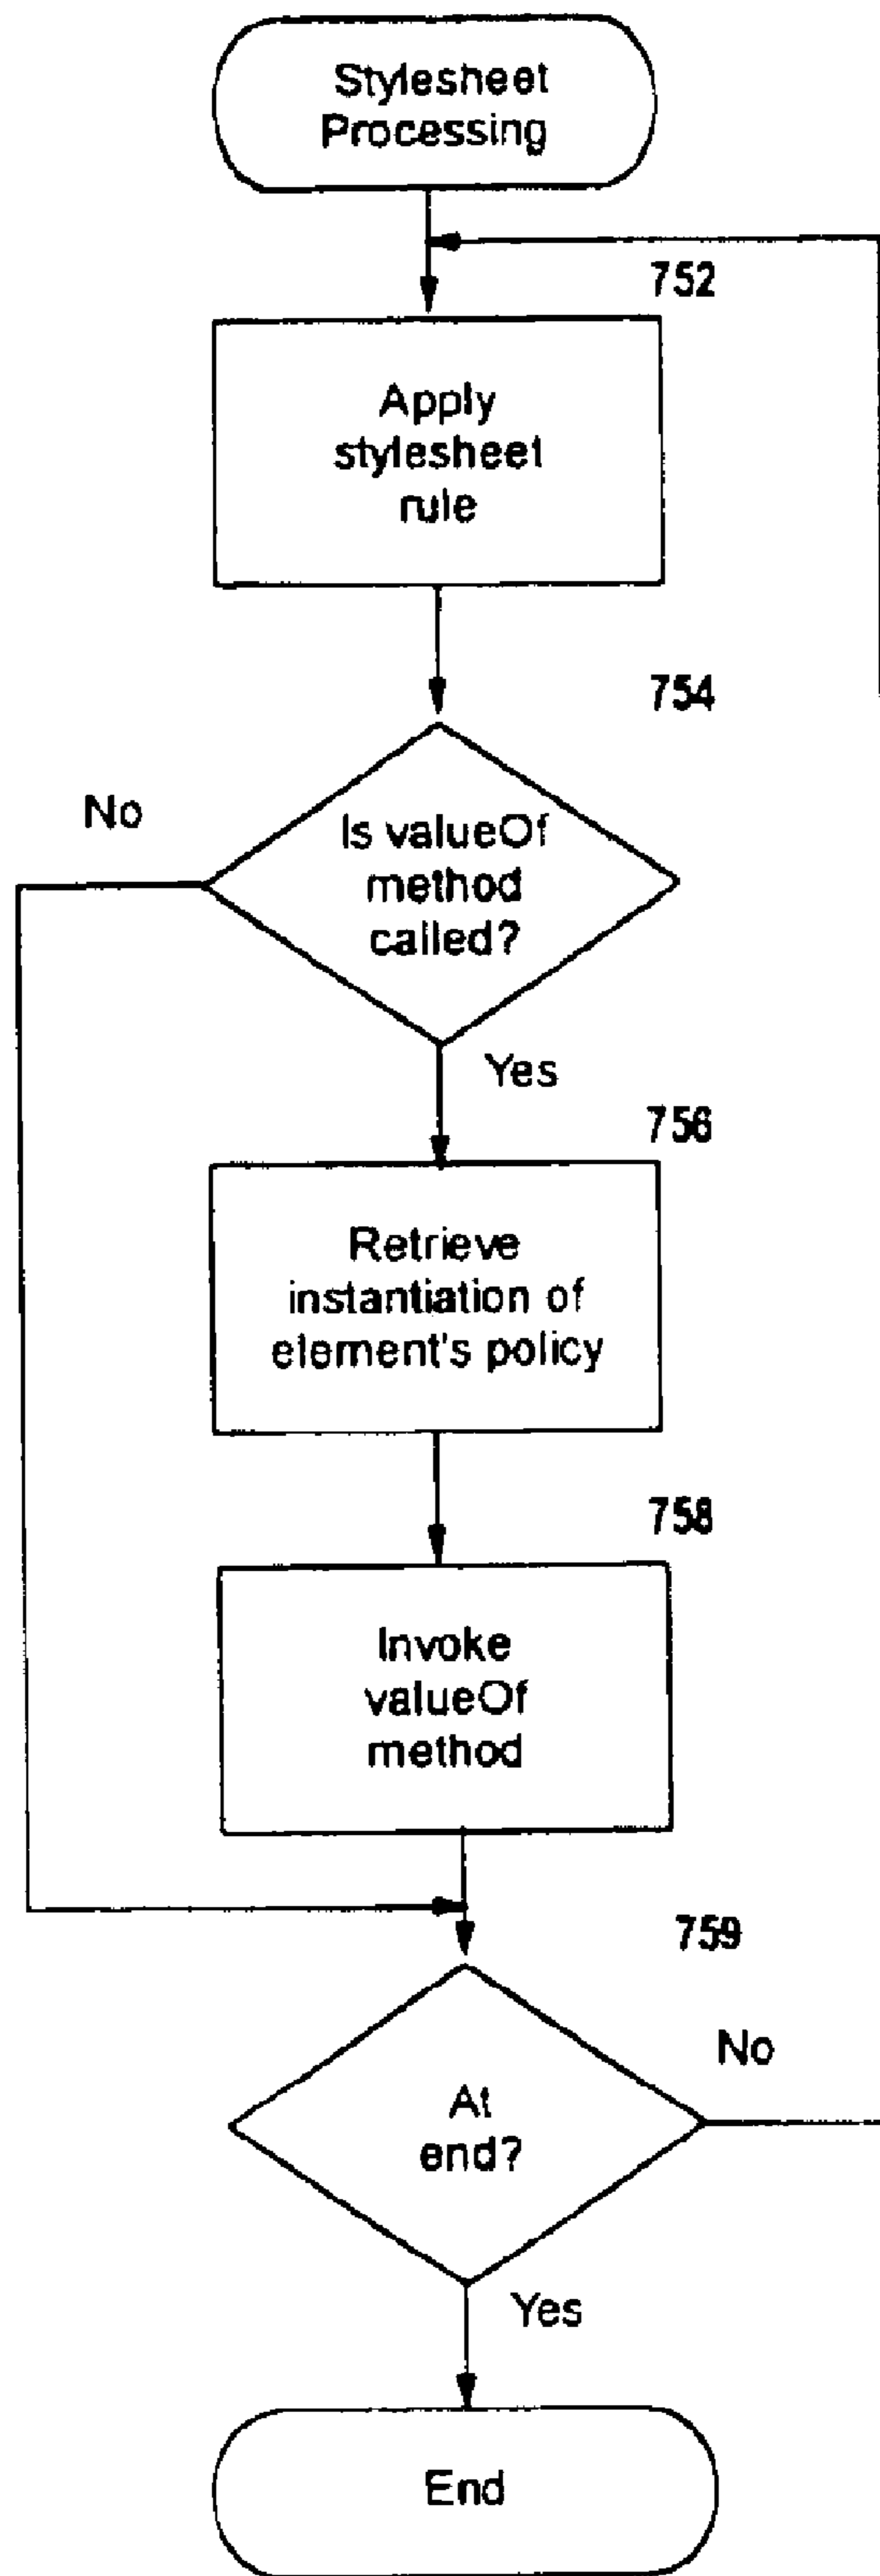 Stylesheet
Processing
752
Apply
stylesheet
rule
754
No
Is valueOf
method
called?
Yes
756
Retrieve
instantiation of
element's policy
758
Invoke
valueOf
method
759
No
At
end?
Yes
End